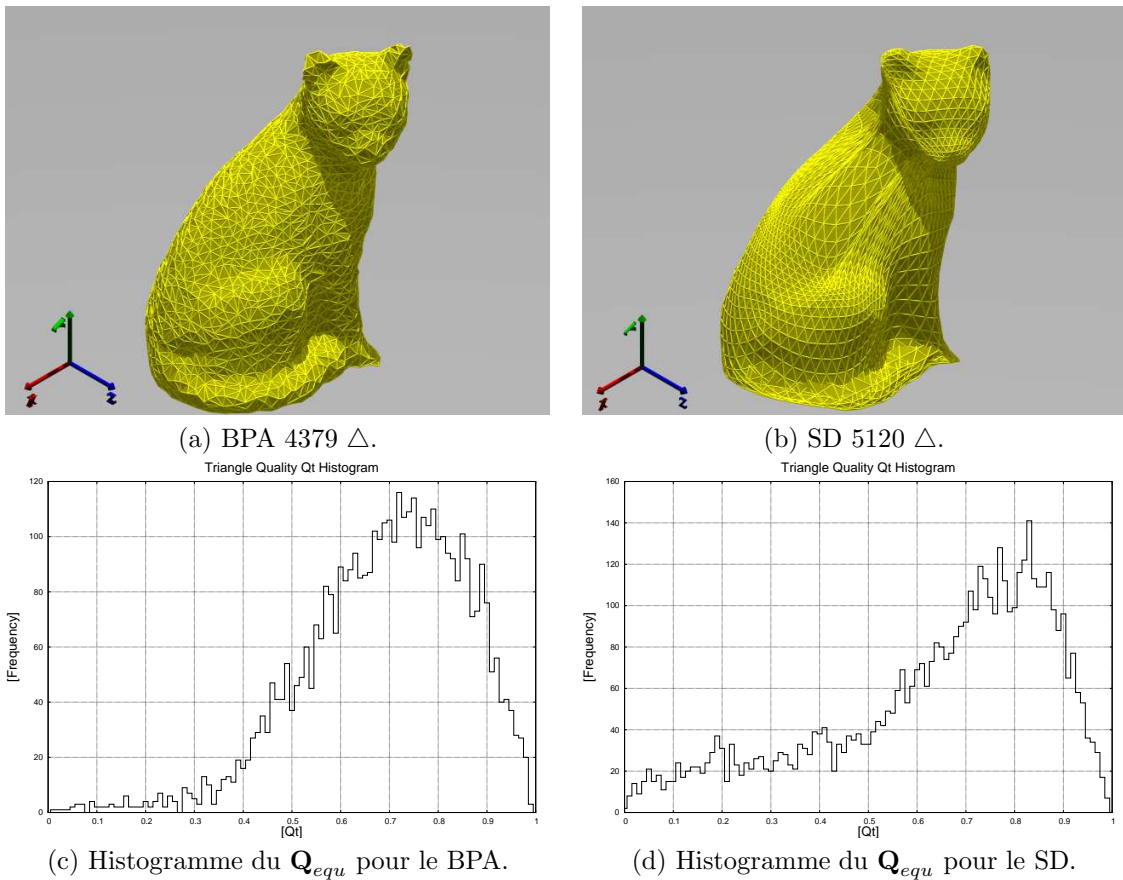 (a) BPA 4379 △.
(b) SD 5120 △.
Triangle Quality Qt Histogram
[Frequency]
120
100
80
60
40
20
0
0 0.1 0.2 0.3 0.4 0.5 0.6 0.7 0.8 0.9 1
[Qt]
Triangle Quality Qt Histogram
[Frequency]
160
140
120
100
80
60
40
20
0
0 0.1 0.2 0.3 0.4 0.5 0.6 0.7 0.8 0.9 1
[Qt]
(c) Histogramme du Qequ pour le BPA.
(d) Histogramme du Qequ pour le SD.